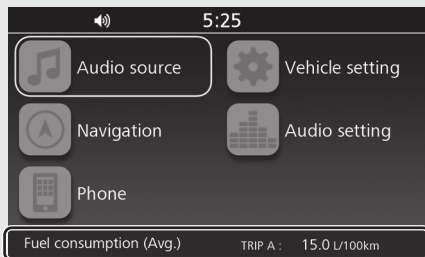 5:25
Audio source
Vehicle setting
Navigation
Audio setting
Phone
Fuel consumption (Avg.) TRIP A : 15.0 L/100km